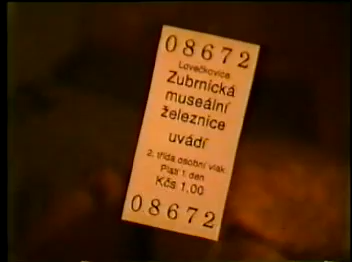 08672
Lovečkovice
Zubrnická
museální
železnice
uvádí
2. třída osobní vlak
Platí 1 den
Kčs 1,00
08672